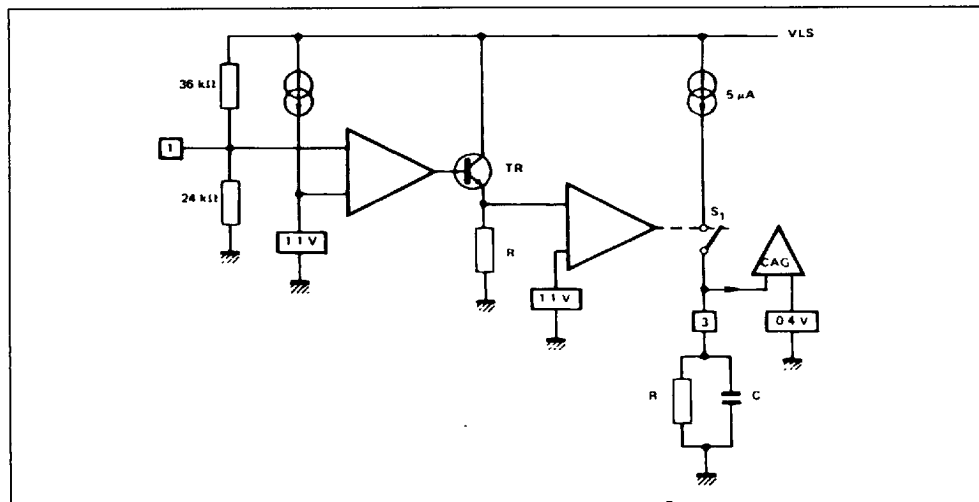 VLS
36 kΩ
5 μA
1
TR
24 kΩ
S1
1 1 V
R
CAG
1 1 V
3
0 4 V
R
C